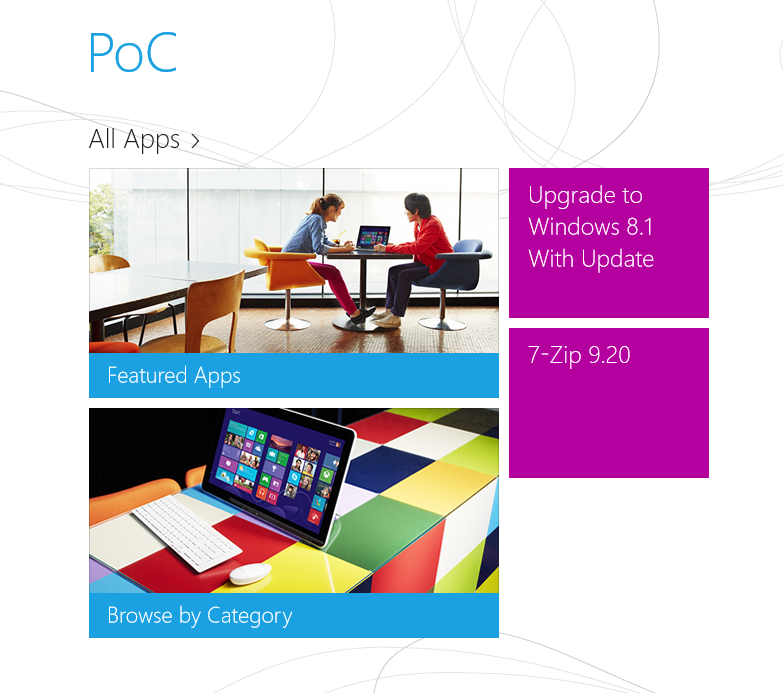 PoC
All Apps >
Featured Apps
Browse by Category
Upgrade to
Windows 8.1
With Update
7-Zip 9.20